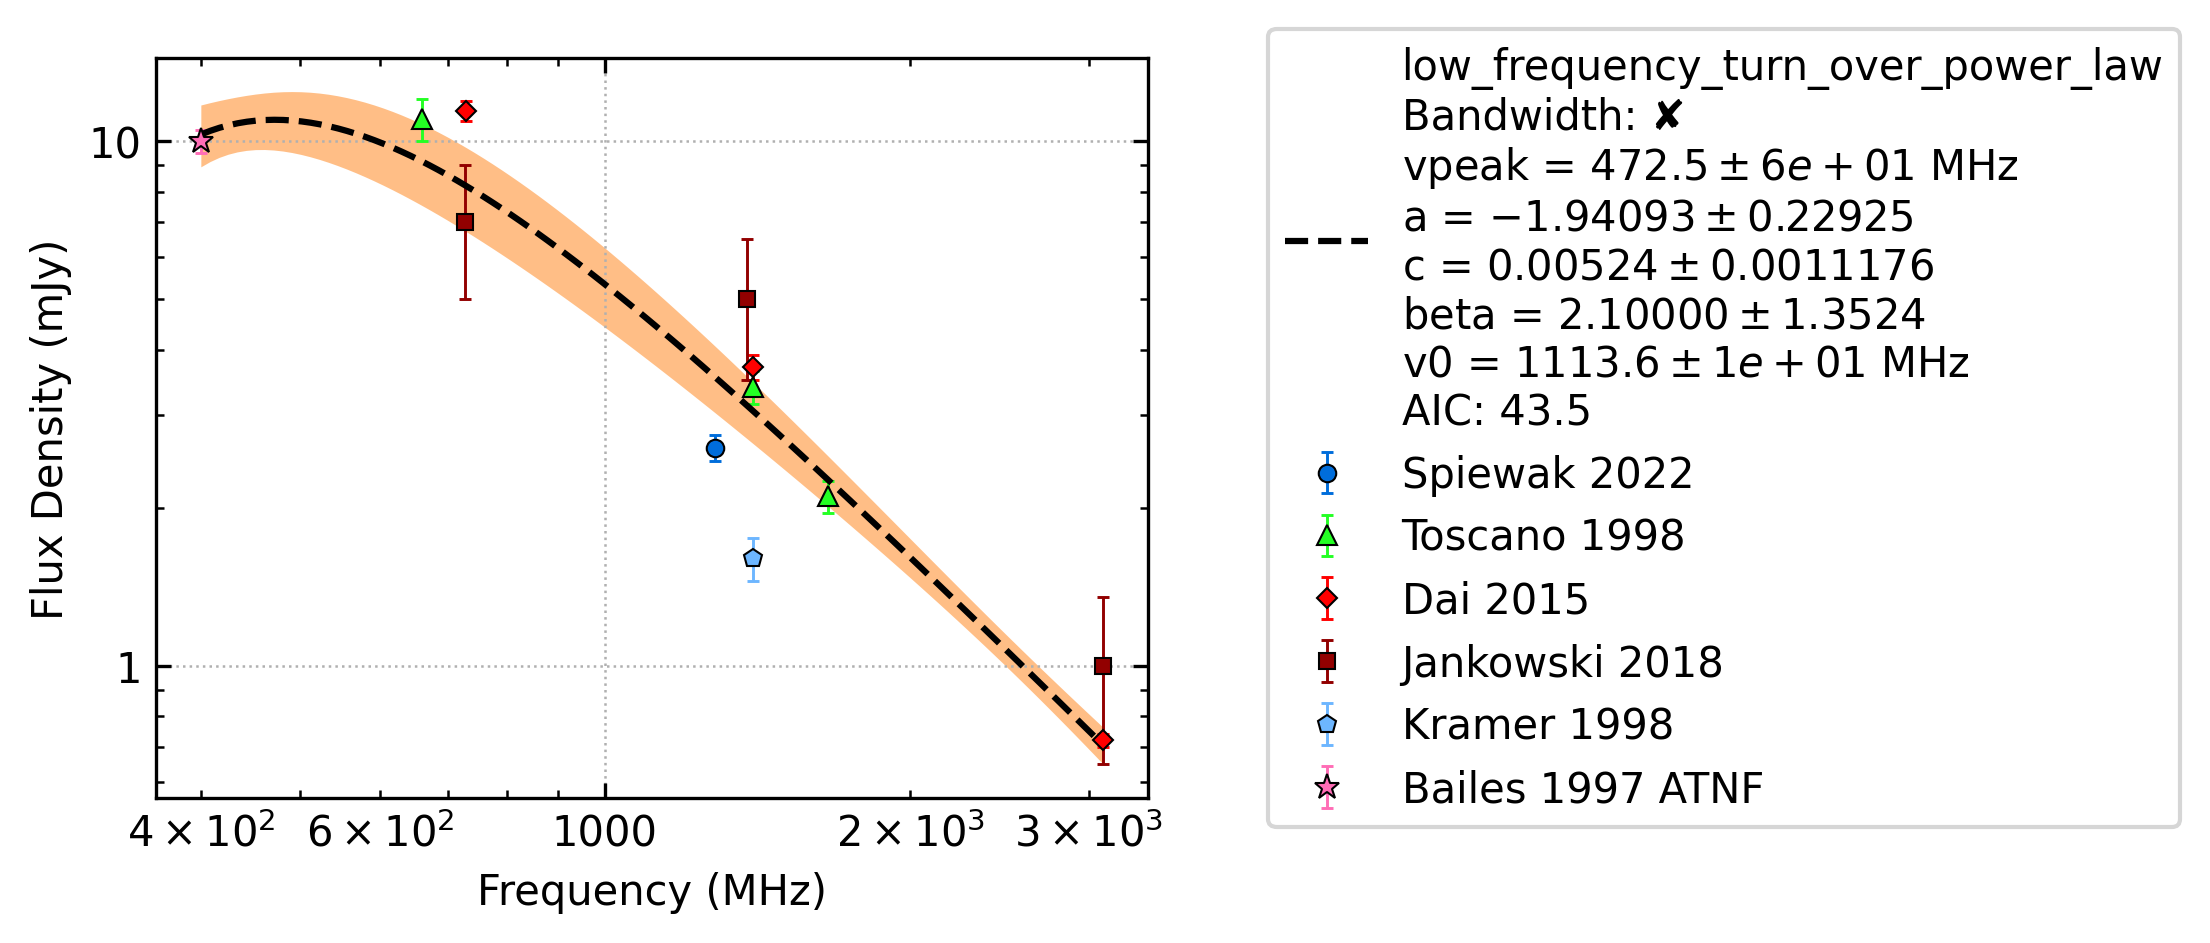 low_frequency_turn_over_power_law
Bandwidth: ✘
vpeak = 472.5 ± 6e + 01 MHz
a = −1.94093 ± 0.22925
c = 0.00524 ± 0.0011176
beta = 2.10000 ± 1.3524
v0 = 1113.6 ± 1e + 01 MHz
AIC: 43.5
Spiewak 2022
Toscano 1998
Dai 2015
Jankowski 2018
Kramer 1998
Bailes 1997 ATNF
Flux Density (mJy)
10
1
4 × 10² 6 × 10² 1000 2 × 10³ 3 × 10³
Frequency (MHz)